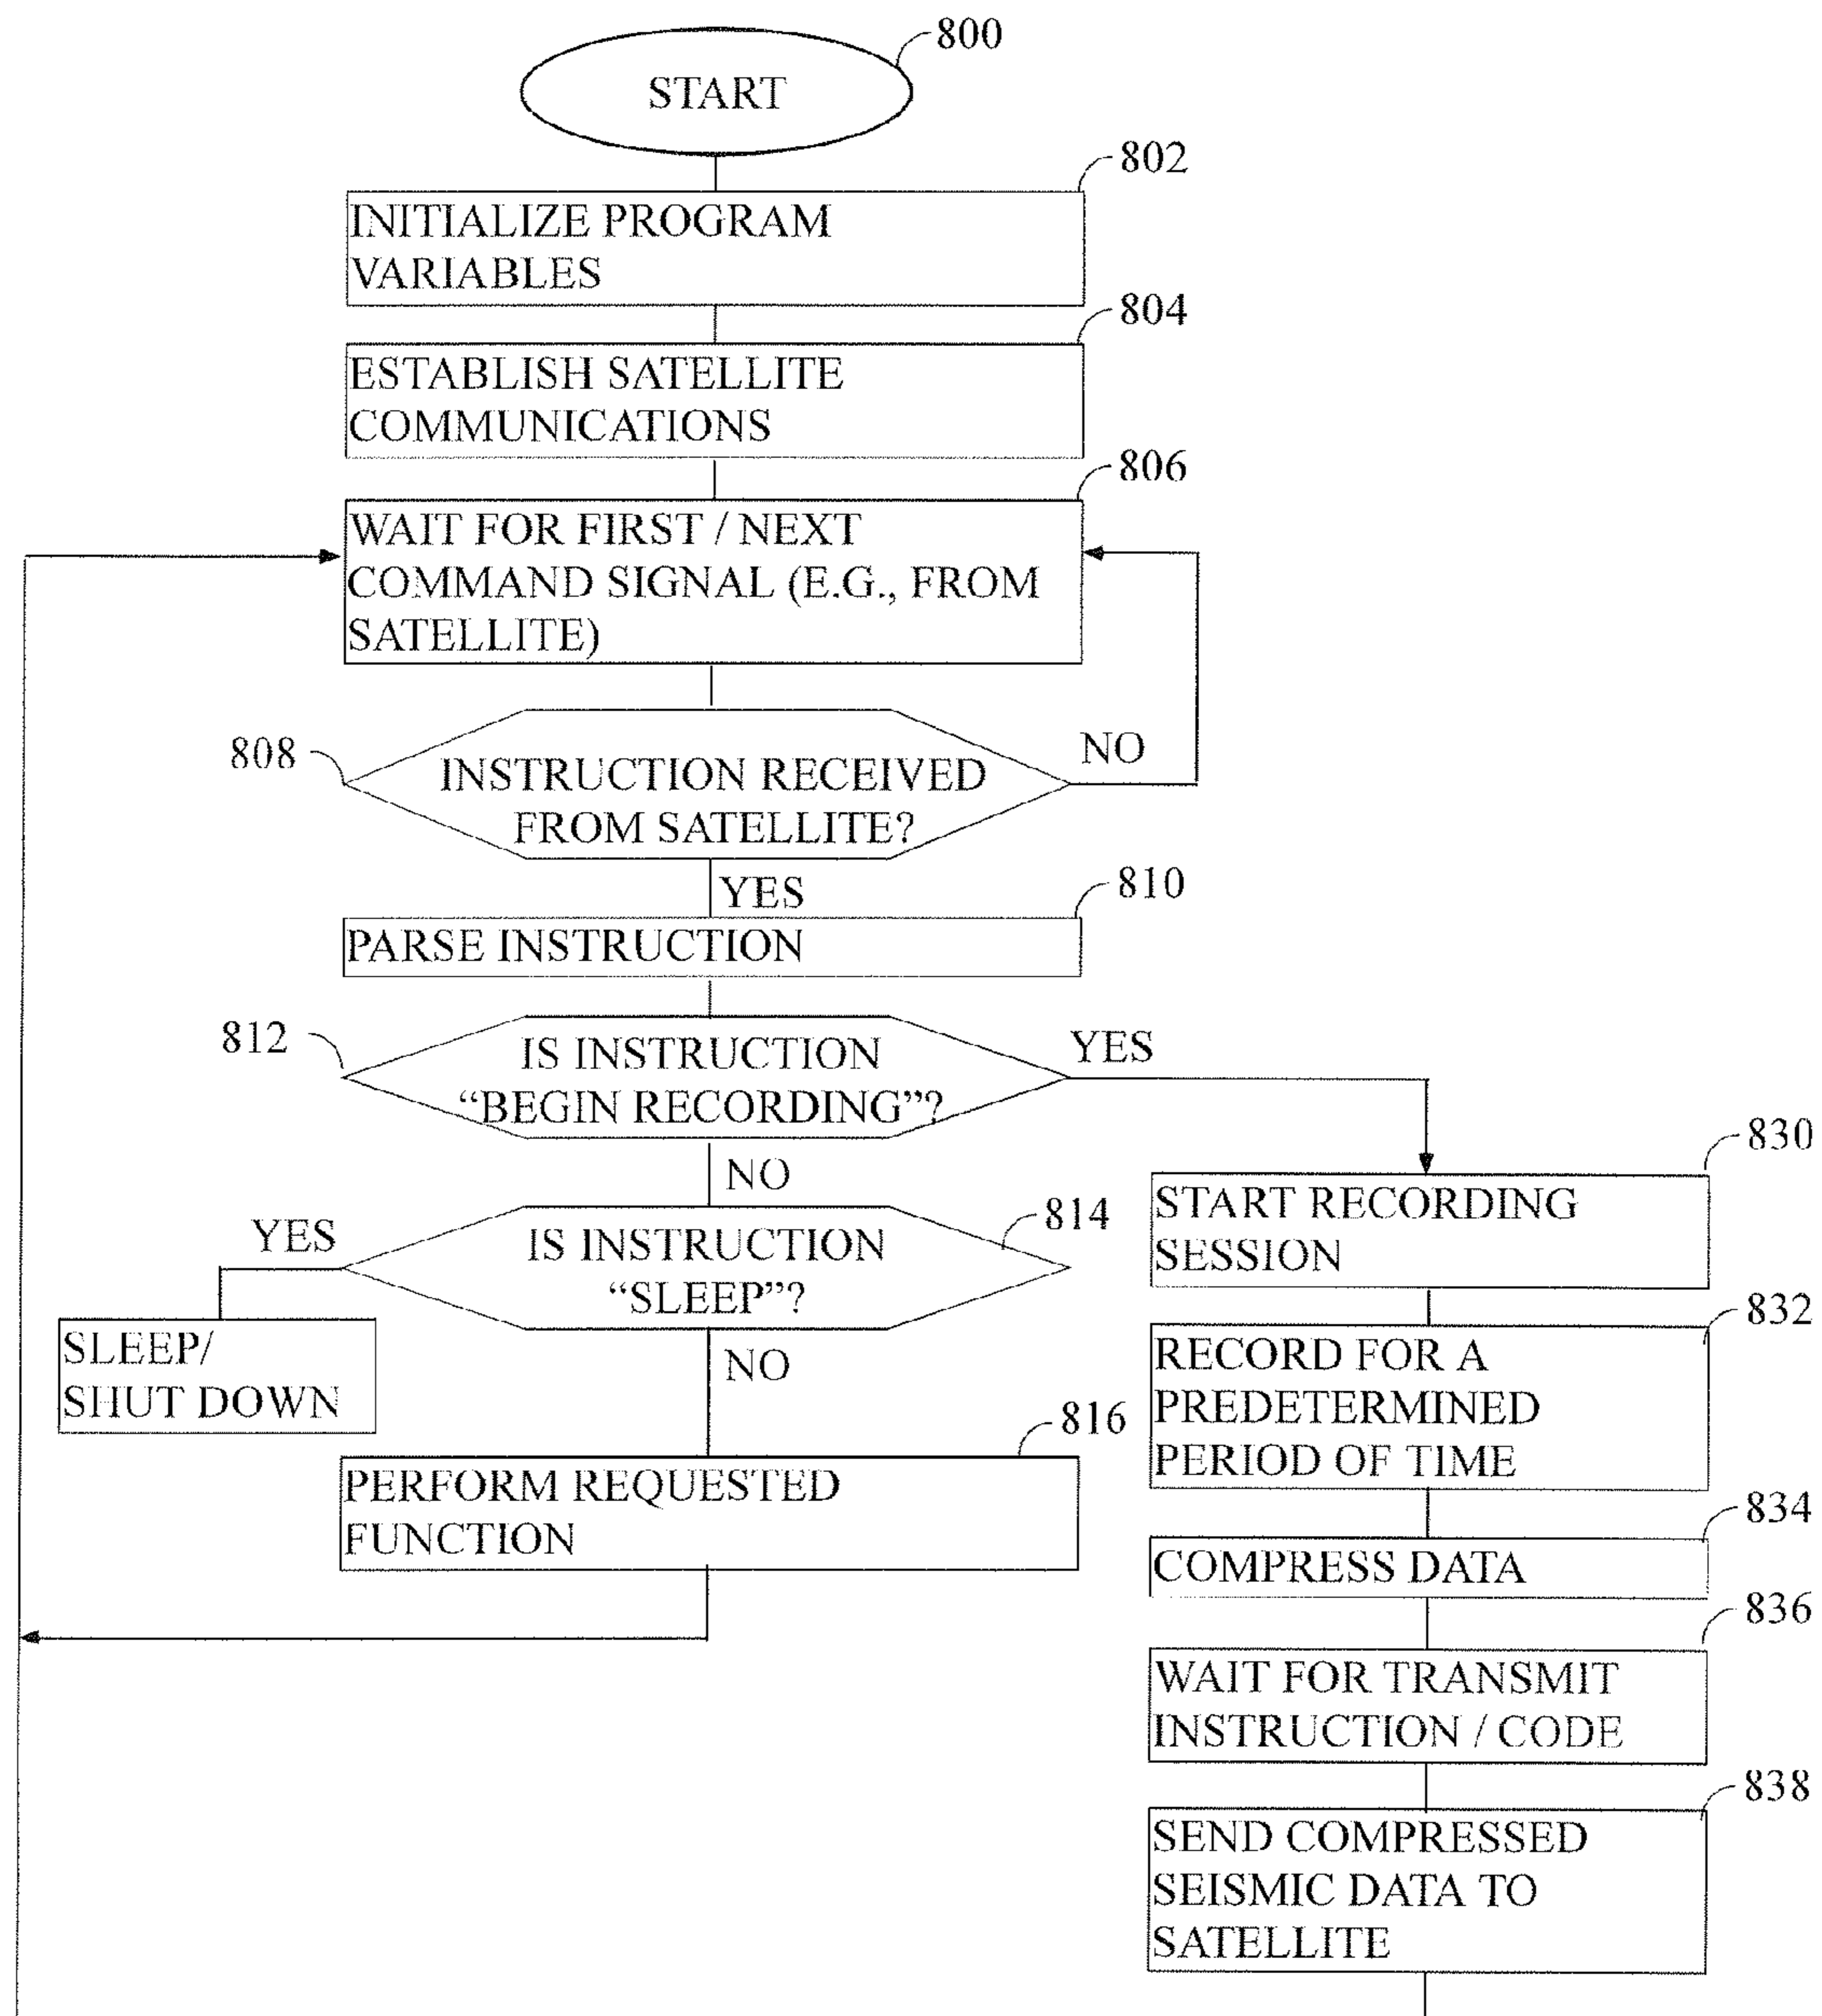 800
START
802
INITIALIZE PROGRAM
VARIABLES
804
ESTABLISH SATELLITE
COMMUNICATIONS
806
WAIT FOR FIRST / NEXT
COMMAND SIGNAL (E.G., FROM
SATELLITE)
808
INSTRUCTION RECEIVED
FROM SATELLITE?
NO
YES
810
PARSE INSTRUCTION
812
IS INSTRUCTION
“BEGIN RECORDING”?
YES
NO
814
IS INSTRUCTION
“SLEEP”?
YES
SLEEP/
SHUT DOWN
NO
816
PERFORM REQUESTED
FUNCTION
830
START RECORDING
SESSION
832
RECORD FOR A
PREDETERMINED
PERIOD OF TIME
834
COMPRESS DATA
836
WAIT FOR TRANSMIT
INSTRUCTION / CODE
838
SEND COMPRESSED
SEISMIC DATA TO
SATELLITE